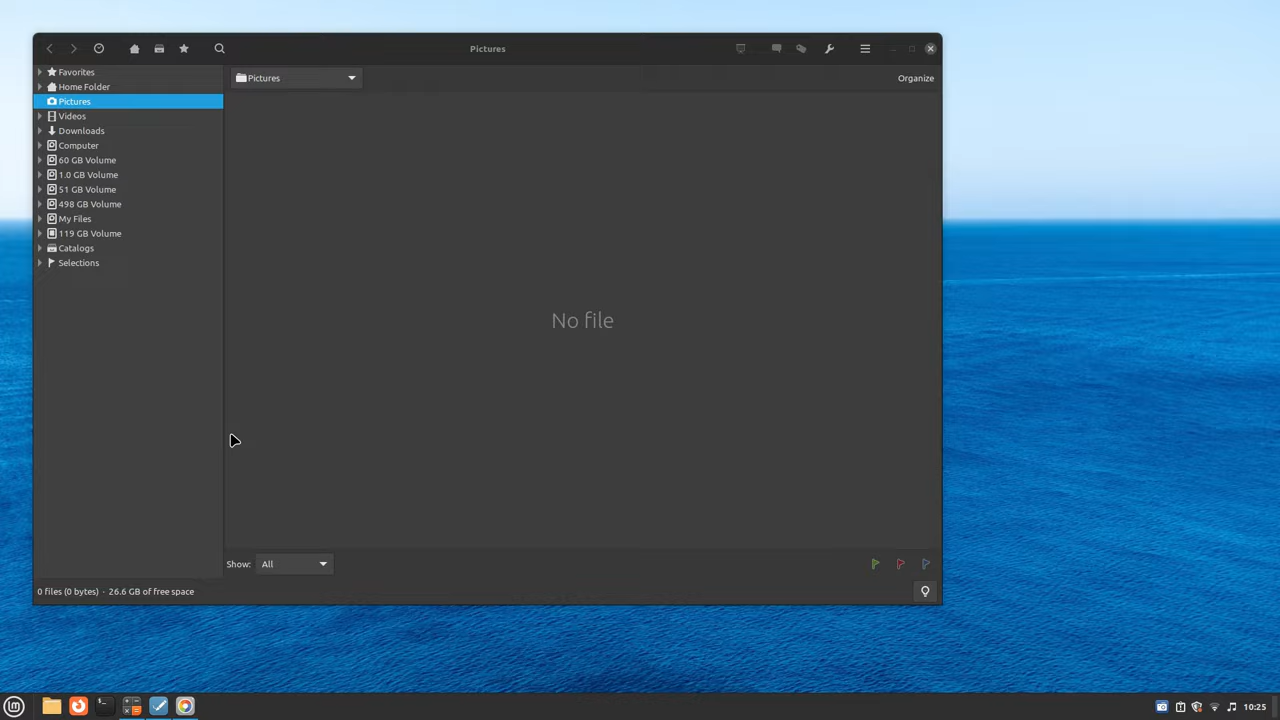 Pictures
Favorites
Home Folder
Pictures
Videos
Downloads
Computer
60 GB Volume
1.0 GB Volume
51 GB Volume
498 GB Volume
My Files
119 GB Volume
Catalogs
Selections
Pictures
Organize
No file
Show: All
0 files (0 bytes) · 26.6 GB of free space
10:25